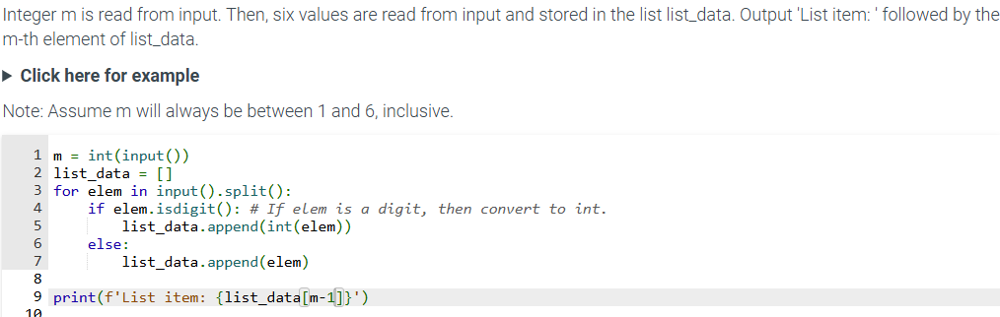 Integer m is read from input. Then, six values are read from input and stored in the list list_data. Output 'List item: ' followed by the
m-th element of list_data.
▶ Click here for example
Note: Assume m will always be between 1 and 6, inclusive.
1 m = int(input())
2 list_data = []
3 for elem in input().split():
4     if elem.isdigit(): # If elem is a digit, then convert to int.
5         list_data.append(int(elem))
6     else:
7         list_data.append(elem)
8
9 print(f'List item: {list_data[m-1]}')
10